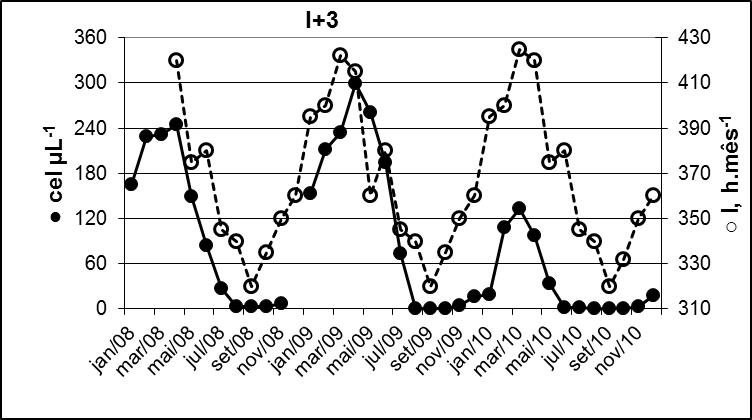 I+3
360
300
240
180
120
60
0
● cel µL-1
430
410
390
370
350
330
310
○ I, h.mês-1
jan/08
mar/08
mai/08
jul/08
set/08
nov/08
jan/09
mar/09
mai/09
jul/09
set/09
nov/09
jan/10
mar/10
mai/10
jul/10
set/10
nov/10